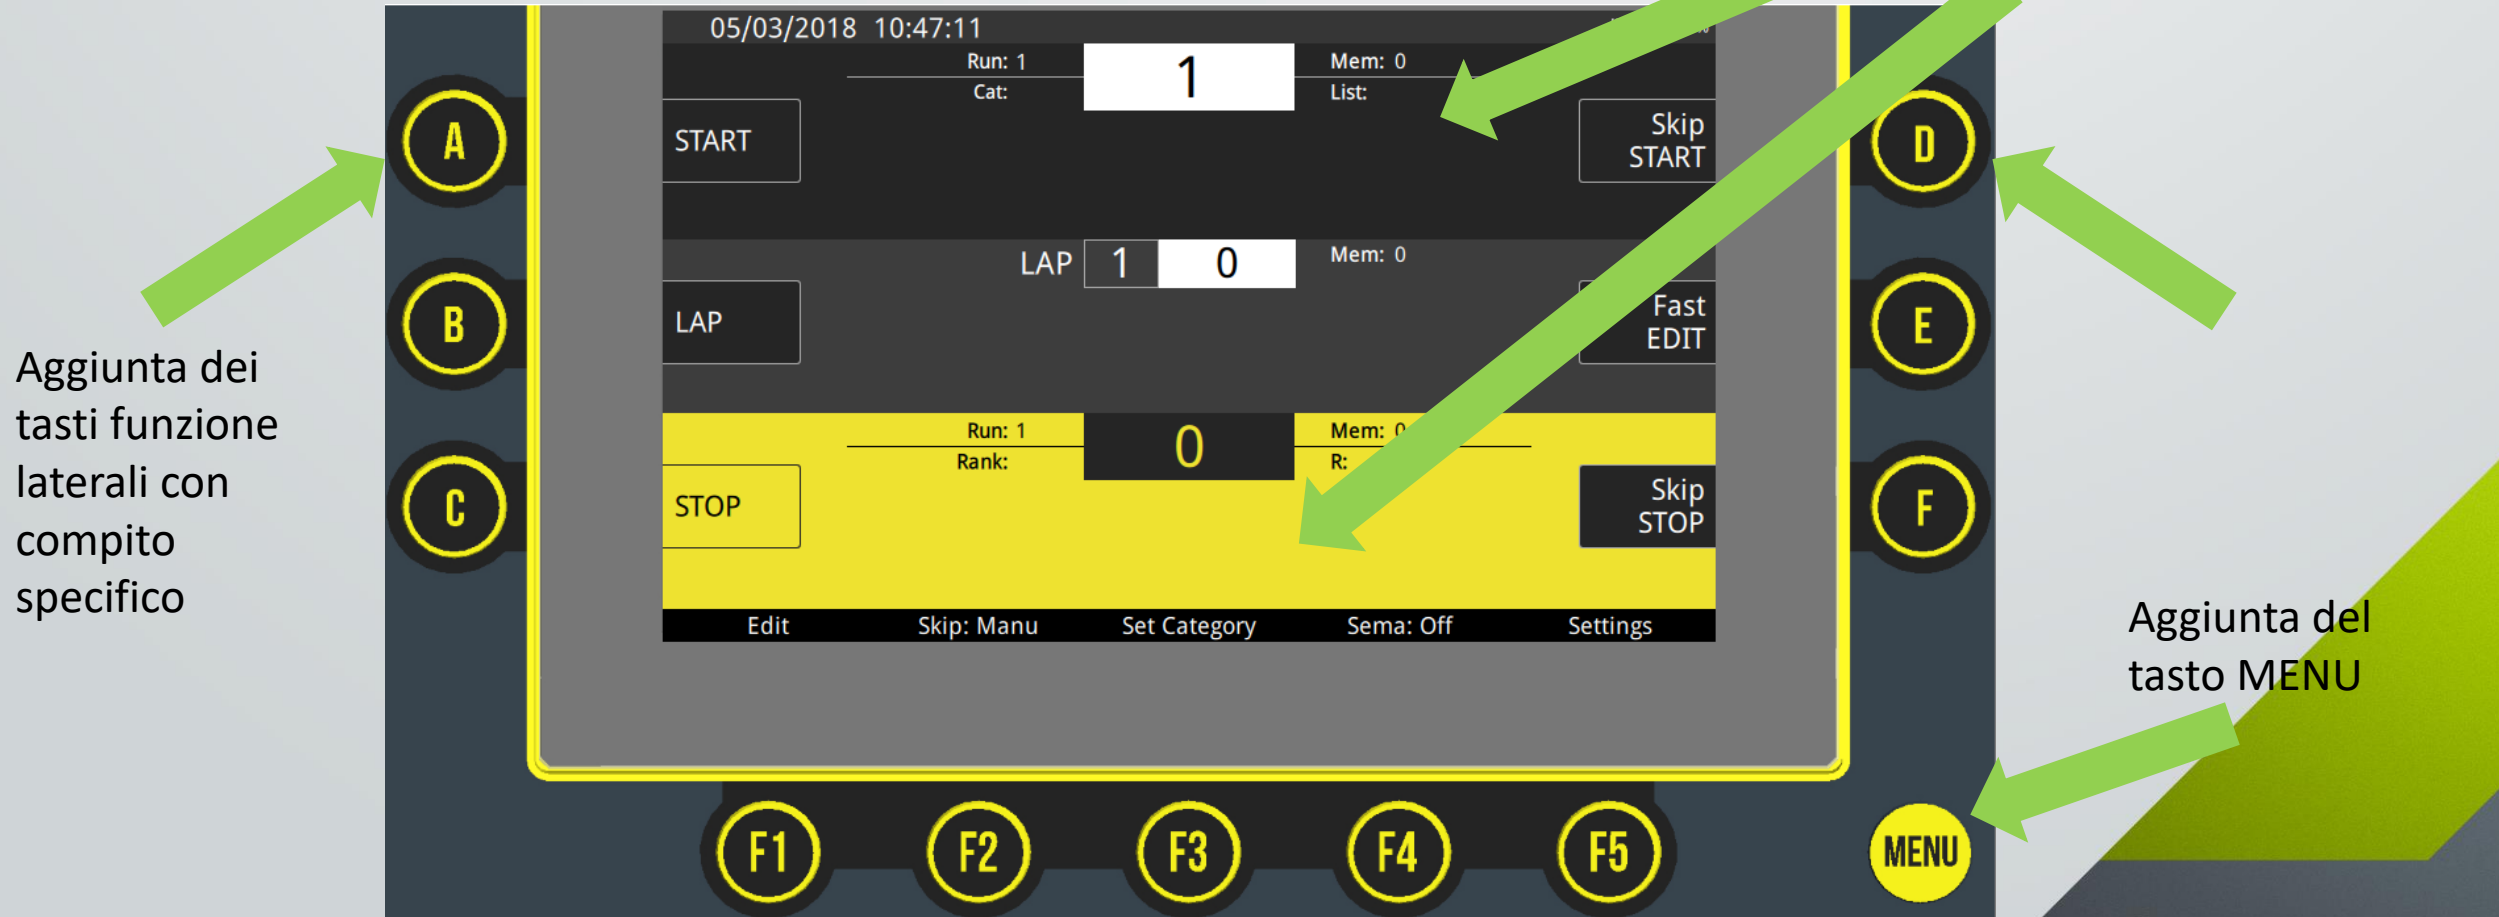 05/03/2018 10:47:11
Run: 1
1
Mem: 0
Cat:
List:
A
START
Skip
START
D
LAP 1 0
Mem: 0
B
LAP
Fast
EDIT
E
Run: 1
0
Mem: 0
Rank:
R:
C
STOP
Skip
STOP
F
Edit Skip: Manu Set Category Sema: Off Settings
Aggiunta dei
tasti funzione
laterali con
compito
specifico
Aggiunta del
tasto MENU
F1 F2 F3 F4 F5 MENU